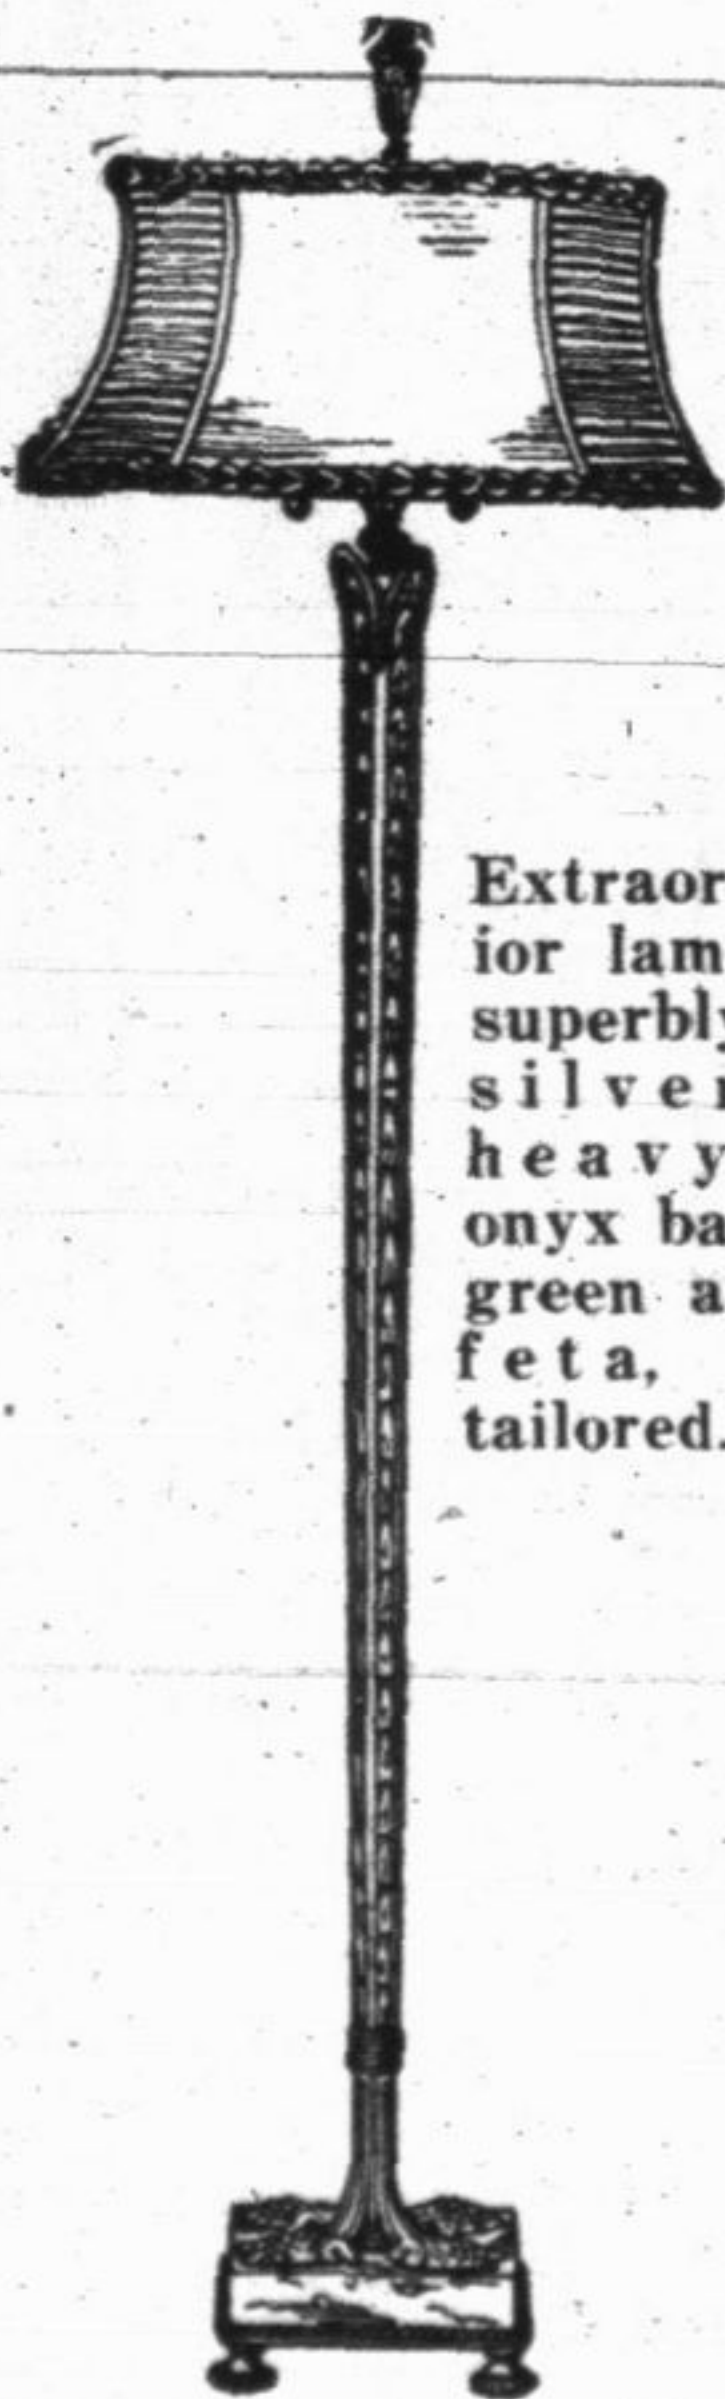 Extraor
ior lam
superbly
silver
heavy
onyx ba
green a
feta,
tailored.